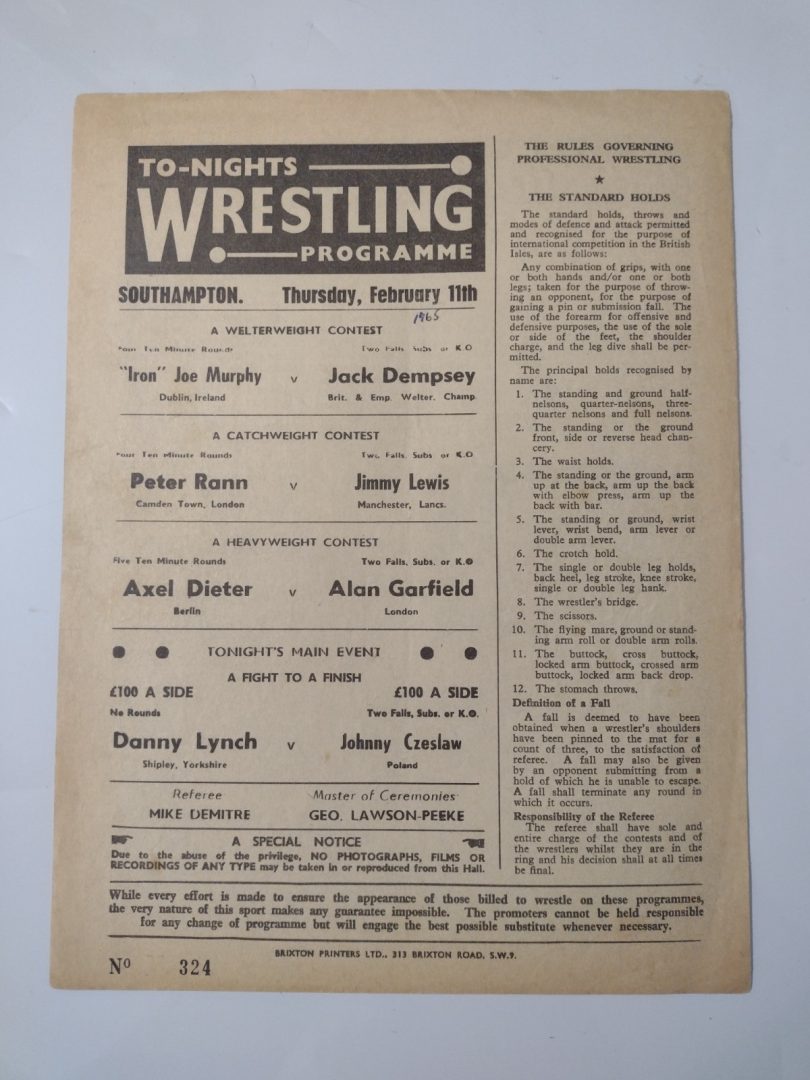 TO-NIGHTS
WRESTLING
PROGRAMME
SOUTHAMPTON. Thursday, February 11th
1965
A WELTERWEIGHT CONTEST
Four Ten Minute Rounds Two Falls Subs or K.O
"Iron" Joe Murphy v Jack Dempsey
Dublin, Ireland Brit. & Emp. Welter. Champ.
A CATCHWEIGHT CONTEST
Four Ten Minute Rounds Two Falls, Subs or K.O
Peter Rann v Jimmy Lewis
Camden Town, London Manchester, Lancs.
A HEAVYWEIGHT CONTEST
Five Ten Minute Rounds Two Falls, Subs. or K.O
Axel Dieter v Alan Garfield
Berlin London
TONIGHT'S MAIN EVENT
A FIGHT TO A FINISH
£100 A SIDE £100 A SIDE
No Rounds Two Falls, Subs. or K.O.
Danny Lynch v Johnny Czeslaw
Shipley, Yorkshire Poland
Referee Master of Ceremonies
MIKE DEMITRE GEO. LAWSON-PEEKE
A SPECIAL NOTICE
Due to the abuse of the privilege, NO PHOTOGRAPHS, FILMS OR
RECORDINGS OF ANY TYPE may be taken in or reproduced from this Hall.
THE RULES GOVERNING
PROFESSIONAL WRESTLING
THE STANDARD HOLDS
The standard holds, throws and
modes of defence and attack permitted
and recognised for the purpose of
international competition in the British
Isles, are as follows:
Any combination of grips, with one
or both hands and/or one or both
legs; taken for the purpose of throw-
ing an opponent, for the purpose of
gaining a pin or submission fall. The
use of the forearm for offensive and
defensive purposes, the use of the sole
or side of the feet, the shoulder
charge, and the leg dive shall be per-
mitted.
The principal holds recognised by
name are:
1. The standing and ground half-
nelsons, quarter-nelsons, three-
quarter nelsons and full nelsons.
2. The standing or the ground
front, side or reverse head chan-
cery.
3. The waist holds.
4. The standing or the ground, arm
up at the back, arm up the back
with elbow press, arm up the
back with bar.
5. The standing or ground, wrist
lever, wrist bend, arm lever or
double arm lever.
6. The crotch hold.
7. The single or double leg holds,
back heel, leg stroke, knee stroke,
single or double leg hank.
8. The wrestler's bridge.
9. The scissors.
10. The flying mare, ground or stand-
ing arm roll or double arm rolls.
11. The buttock, cross buttock,
locked arm buttock, crossed arm
buttock, locked arm back drop.
12. The stomach throws.
Definition of a Fall
A fall is deemed to have been
obtained when a wrestler's shoulders
have been pinned to the mat for a
count of three, to the satisfaction of
referee. A fall may also be given
by an opponent submitting from a
hold of which he is unable to escape.
A fall shall terminate any round in
which it occurs.
Responsibility of the Referee
The referee shall have sole and
entire charge of the contests and of
the wrestlers whilst they are in the
ring and his decision shall at all times
be final.
While every effort is made to ensure the appearance of those billed to wrestle on these programmes,
the very nature of this sport makes any guarantee impossible. The promoters cannot be held responsible
for any change of programme but will engage the best possible substitute whenever necessary.
BRIXTON PRINTERS LTD., 313 BRIXTON ROAD, S.W.9.
No 324